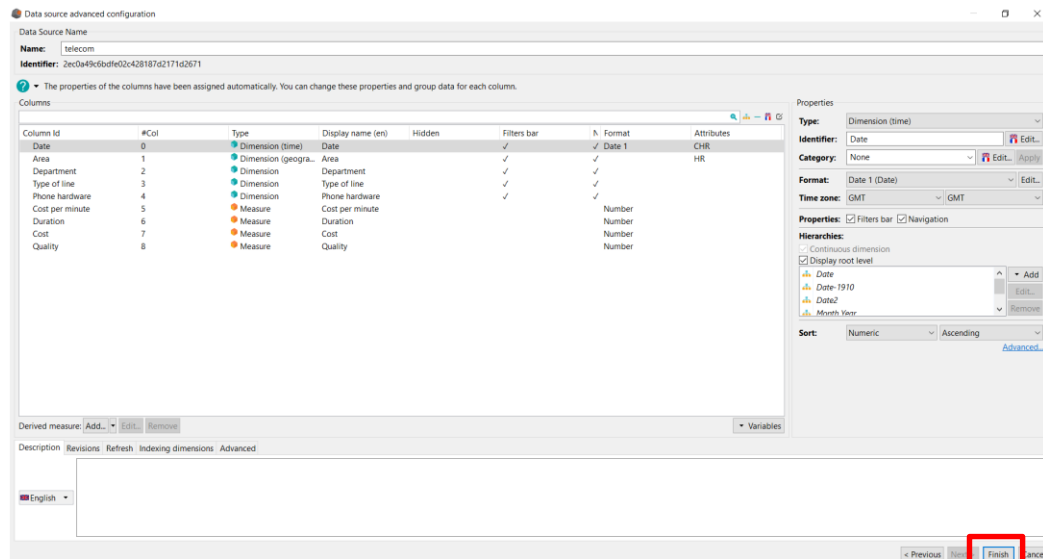 Data source advanced configuration
Data Source Name
Name: telecom
Identifier: 2ec0a49c6bdfe02c428187d2171d2671
The properties of the columns have been assigned automatically. You can change these properties and group data for each column.
Columns
Column Id #Col Type Display name (en) Hidden Filters bar N Format Attributes
Date 0 Dimension (time) Date ✓ ✓ Date 1 CHR
Area 1 Dimension (geogra... Area ✓ ✓ HR
Department 2 Dimension Department ✓ ✓
Type of line 3 Dimension Type of line ✓ ✓
Phone hardware 4 Dimension Phone hardware ✓ ✓
Cost per minute 5 Measure Cost per minute Number
Duration 6 Measure Duration Number
Cost 7 Measure Cost Number
Quality 8 Measure Quality Number
Derived measure: Add... Edit... Remove
Variables
Properties
Type: Dimension (time)
Identifier: Date Edit...
Category: None Edit... Apply
Format: Date 1 (Date) Edit...
Time zone: GMT GMT
Properties: Filters bar Navigation
Hierarchies:
Continuous dimension
Display root level
Date Add
Date-1910 Edit...
Date2 Remove
Month Year
Sort: Numeric Ascending
Advanced...
Description Revisions Refresh Indexing dimensions Advanced
English
< Previous Finish